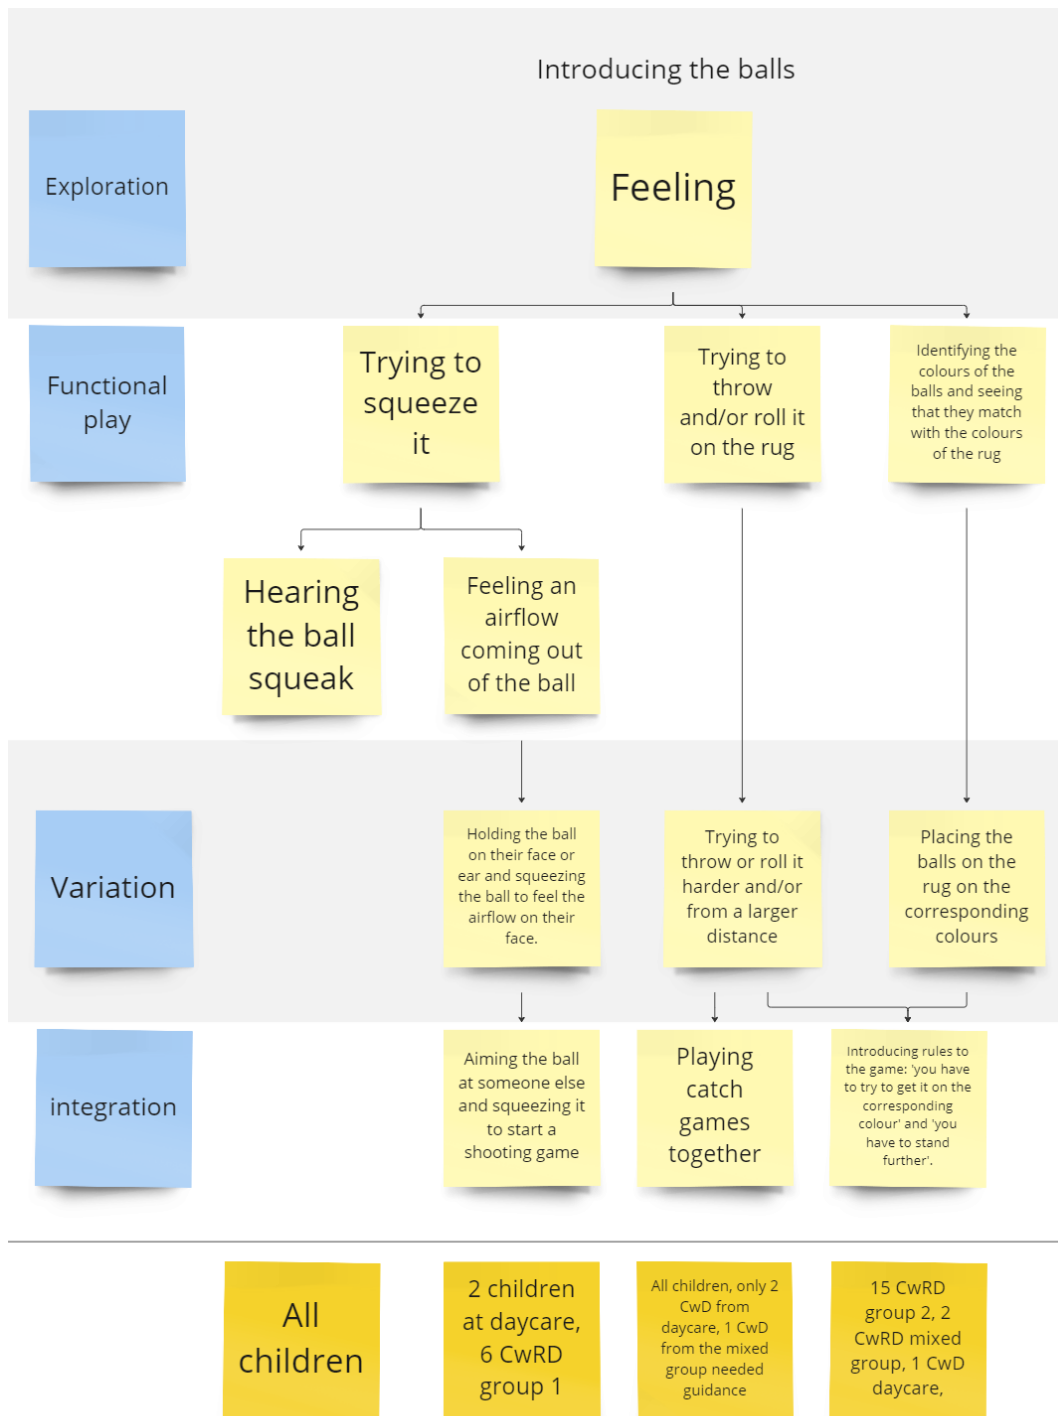 Introducing the balls
Exploration
Feeling
Functional
play
Trying to
squeeze
it
Trying to
throw
and/or roll it
on the rug
Identifying the
colours of the
balls and seeing
that they match
with the colours
of the rug
Hearing
the ball
squeak
Feeling an
airflow
coming out
of the ball
Variation
Holding the ball
on their face or
ear and squeezing
the ball to feel the
airflow on their
face.
Trying to
throw or roll it
harder and/or
from a larger
distance
Placing the
balls on the
rug on the
corresponding
colours
integration
Aiming the ball
at someone else
and squeezing it
to start a
shooting game
Playing
catch
games
together
Introducing rules to
the game: 'you have
to try to get it on the
corresponding
colour' and 'you
have to stand
further'.
All
children
2 children
at daycare,
6 CwRD
group 1
All children, only 2
CwD from
daycare, 1 CwD
from the mixed
group needed
guidance
15 CwRD
group 2, 2
CwRD mixed
group, 1 CwD
daycare,